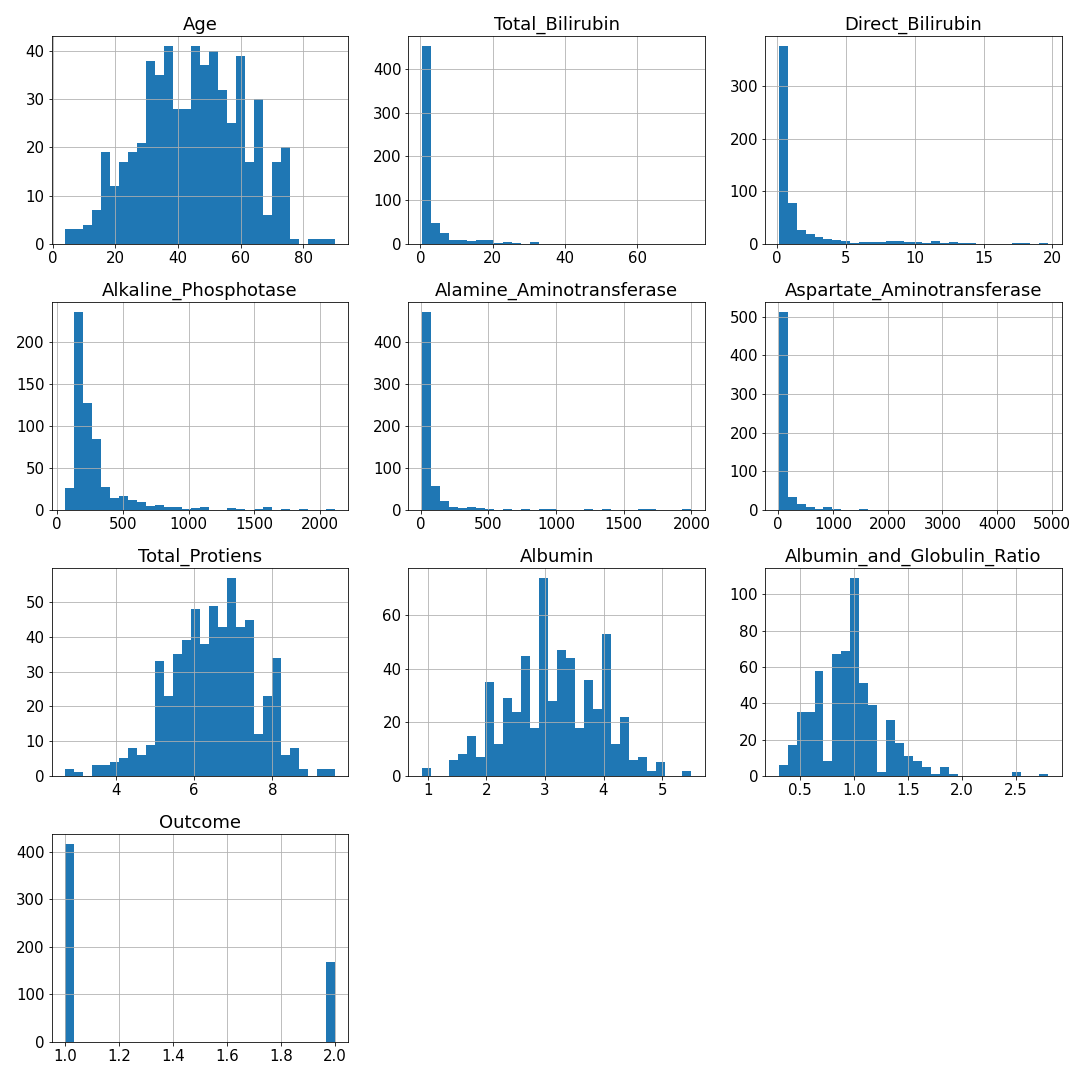 Age
40
30
20
10
0
0 20 40 60 80
Total_Bilirubin
400
300
200
100
0
0 20 40 60
Direct_Bilirubin
300
200
100
0
0 5 10 15 20
Alkaline_Phosphotase
200
150
100
50
0
0 500 1000 1500 2000
Alamine_Aminotransferase
400
300
200
100
0
0 500 1000 1500 2000
Aspartate_Aminotransferase
500
400
300
200
100
0
0 1000 2000 3000 4000 5000
Total_Protiens
50
40
30
20
10
0
4 6 8
Albumin
60
40
20
0
1 2 3 4 5
Albumin_and_Globulin_Ratio
100
80
60
40
20
0
0.5 1.0 1.5 2.0 2.5
Outcome
400
300
200
100
0
1.0 1.2 1.4 1.6 1.8 2.0